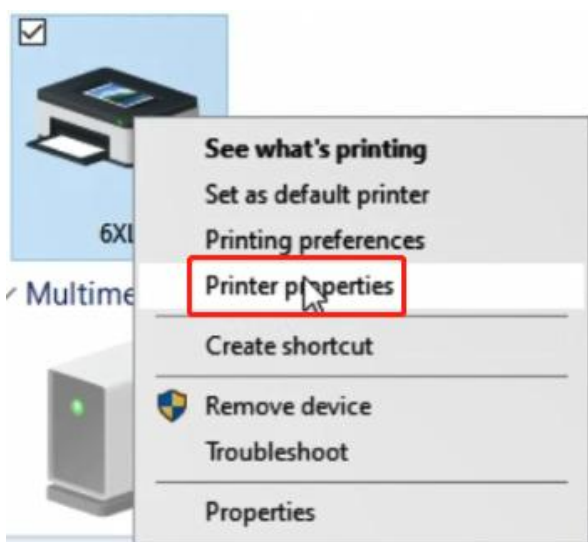 See what's printing
Set as default printer
6XL
Printing preferences
Multime
Printer properties
Create shortcut
Remove device
Troubleshoot
Properties